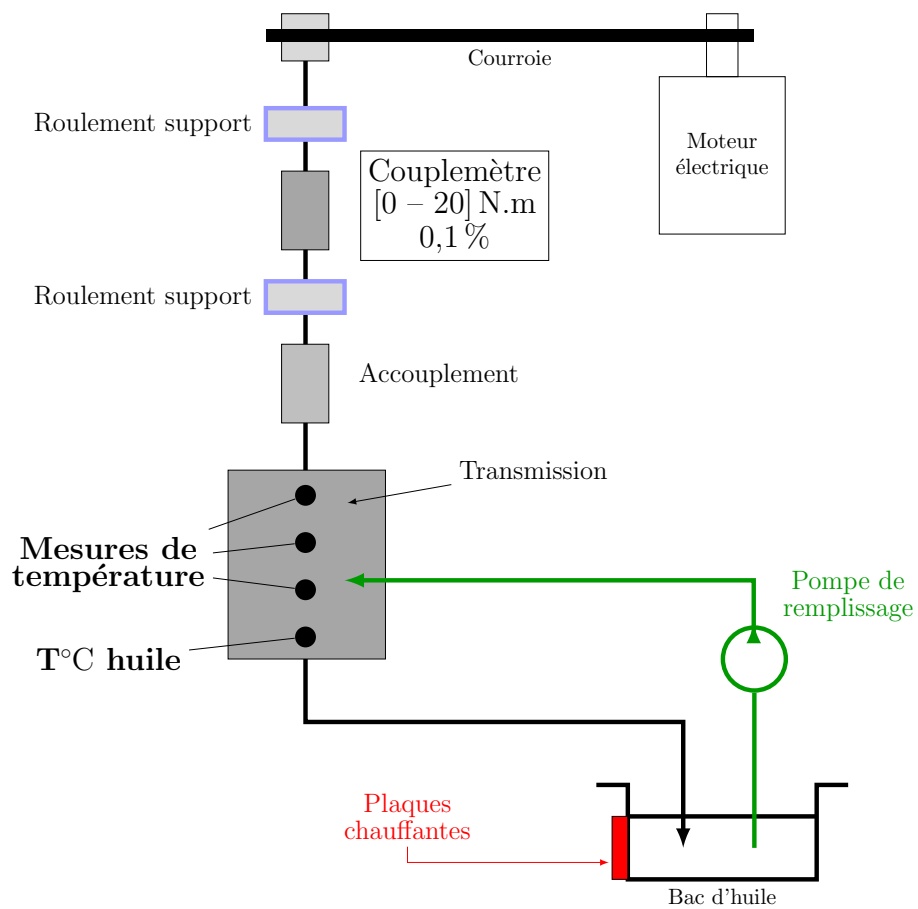 Courroie
Roulement support
Moteur
électrique
Couplemètre
[0 – 20] N.m
0,1 %
Roulement support
Accouplement
Transmission
Mesures de
température
Pompe de
remplissage
T°C huile
Plaques
chauffantes
Bac d'huile